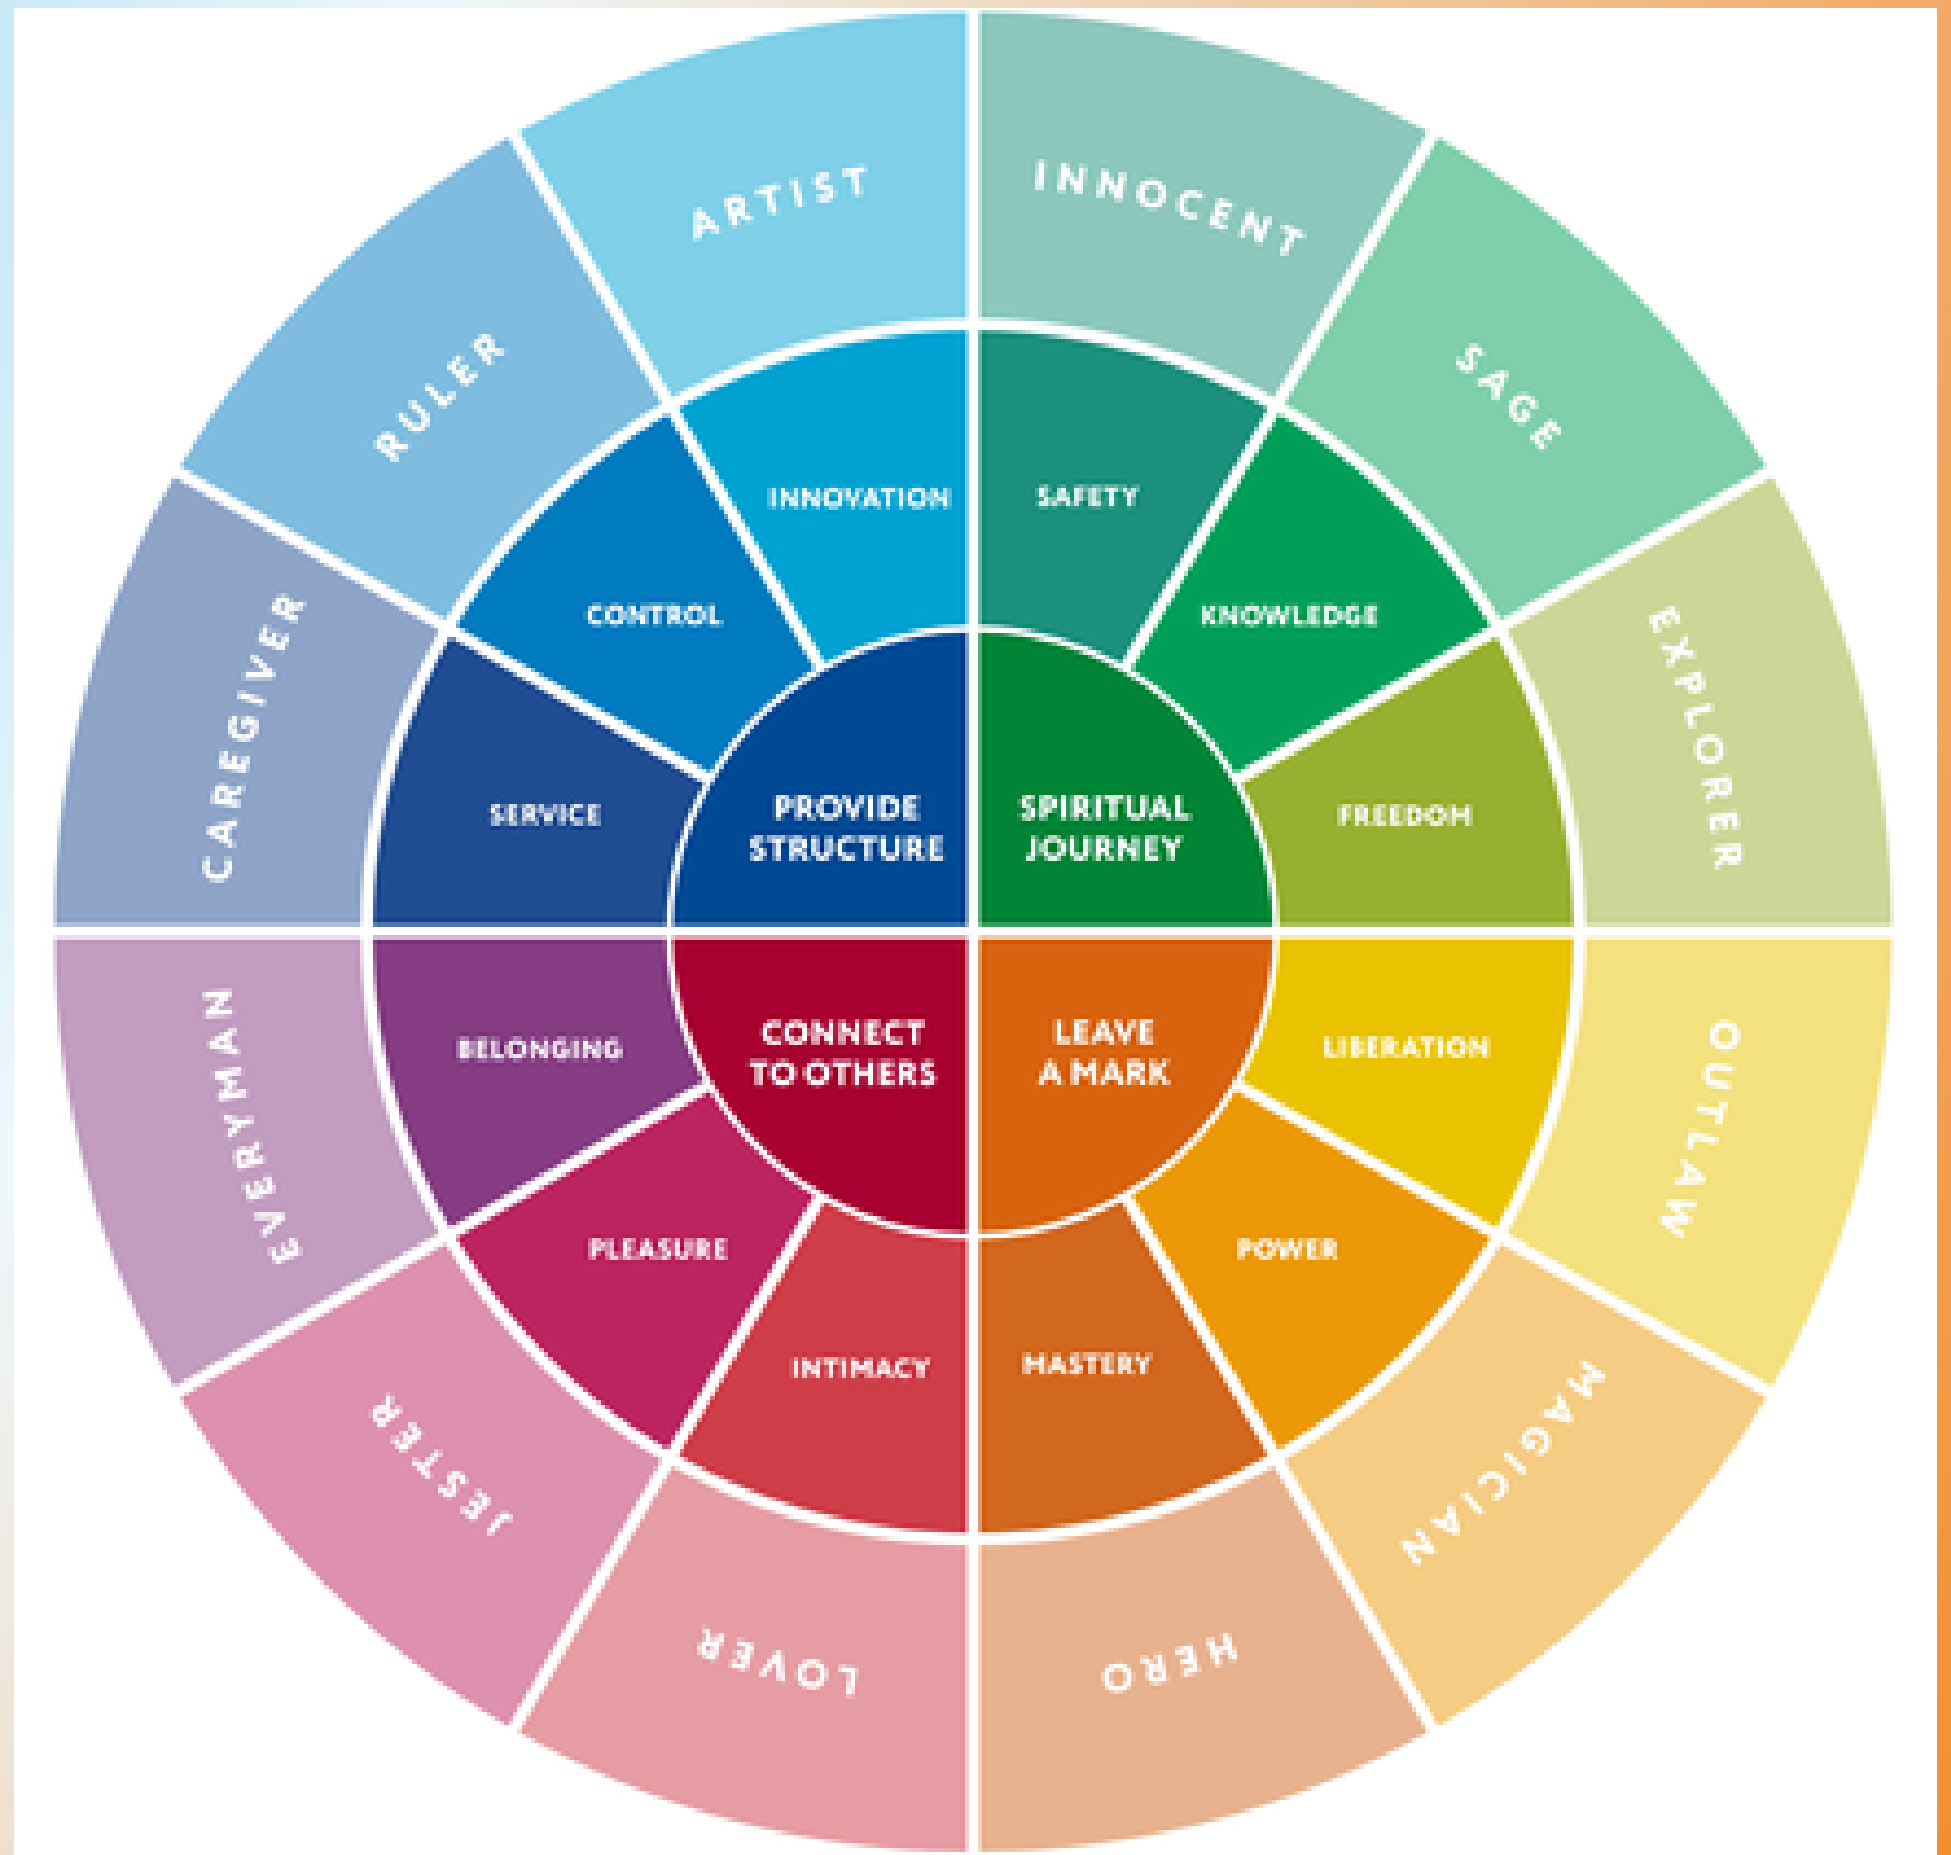 ARTIST
INNOCENT
RULER
SAGE
INNOVATION
SAFETY
CAREGIVER
CONTROL
KNOWLEDGE
EXPLORER
SERVICE
PROVIDE
STRUCTURE
SPIRITUAL
JOURNEY
FREEDOM
EVERYMAN
BELONGING
CONNECT
TO OTHERS
LEAVE
A MARK
LIBERATION
OUTLAW
PLEASURE
POWER
JESTER
INTIMACY
MASTERY
MAGICIAN
LOVER
HERO